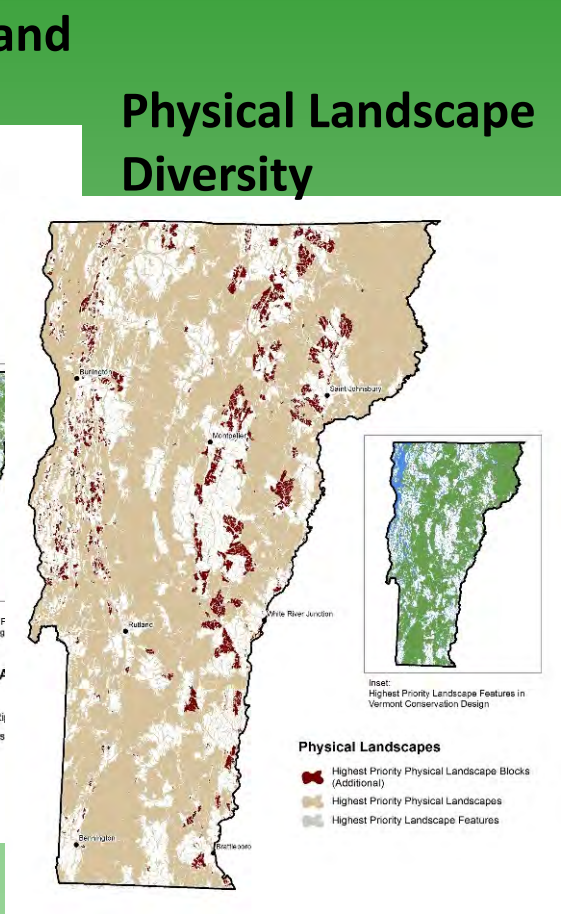 and
Physical Landscape
Diversity
Burlington
Saint Johnsbury
Montpelier
White River Junction
Rutland
Inset:
Highest Priority Landscape Features in
Vermont Conservation Design
Physical Landscapes
Highest Priority Physical Landscape Blocks
(Additional)
Highest Priority Physical Landscapes
Highest Priority Landscape Features
Bennington
Brattleboro